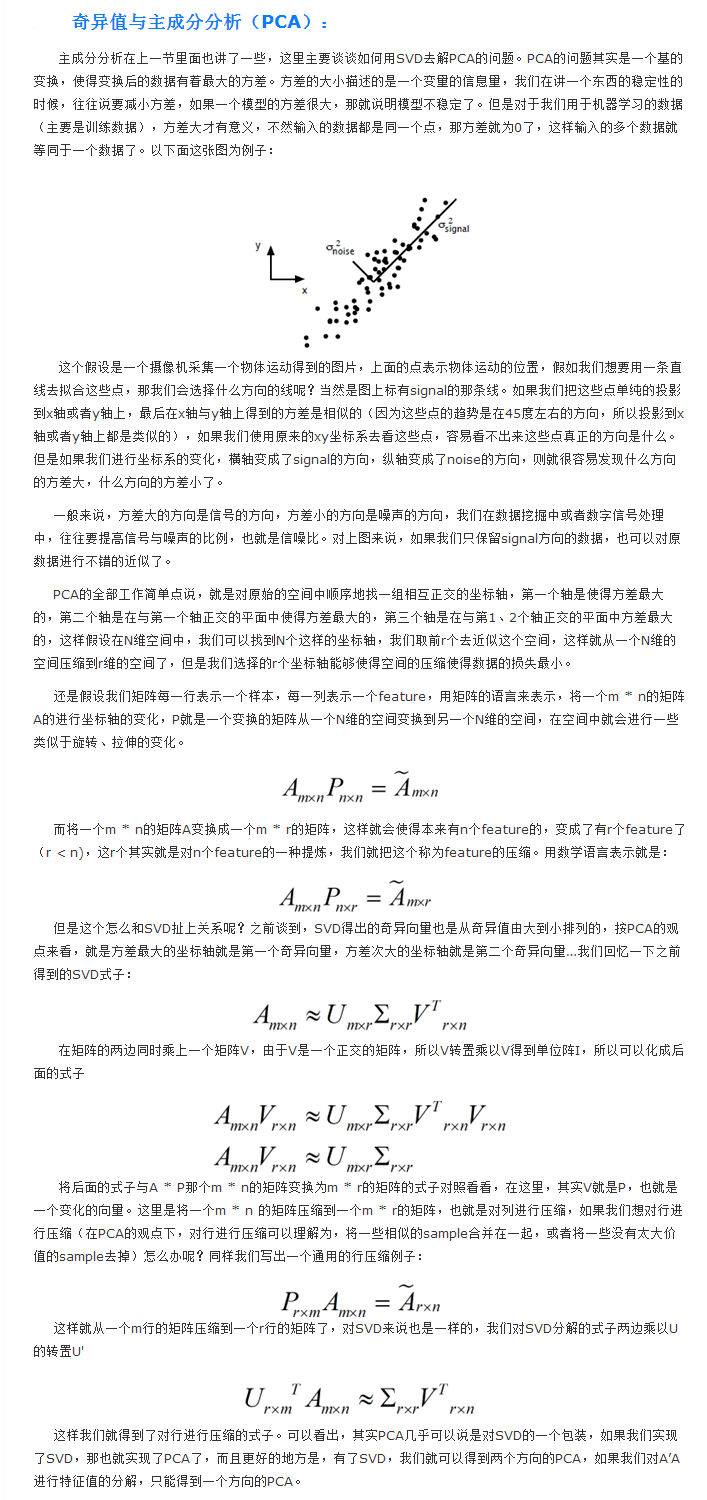 奇异值与主成分分析（PCA）：
主成分分析在上一节里面也讲了一些，这里主要谈谈如何用SVD去解PCA的问题。PCA的问题其实是一个基的
变换，使得变换后的数据有着最大的方差。方差的大小描述的是一个变量的信息量，我们在讲一个东西的稳定性的
时候，往往说要减小方差，如果一个模型的方差很大，那就说明模型不稳定了。但是对于我们用于机器学习的数据
（主要是训练数据），方差大才有意义，不然输入的数据都是同一个点，那方差就为0了，这样输入的多个数据就
等同于一个数据了。以下面这张图为例子：
σ²signal
y
σ²noise
x
这个假设是一个摄像机采集一个物体运动得到的图片，上面的点表示物体运动的位置，假如我们想要用一条直
线去拟合这些点，那我们会选择什么方向的线呢？当然是图上标有signal的那条线。如果我们把这些点单纯的投影
到x轴或者y轴上，最后在x轴与y轴上得到的方差是相似的（因为这些点的趋势是在45度左右的方向，所以投影到x
轴或者y轴上都是类似的），如果我们使用原来的xy坐标系去看这些点，容易看不出来这些点真正的方向是什么。
但是如果我们进行坐标系的变化，横轴变成了signal的方向，纵轴变成了noise的方向，则就很容易发现什么方向
的方差大，什么方向的方差小了。
一般来说，方差大的方向是信号的方向，方差小的方向是噪声的方向，我们在数据挖掘中或者数字信号处理
中，往往要提高信号与噪声的比例，也就是信噪比。对上图来说，如果我们只保留signal方向的数据，也可以对原
数据进行不错的近似了。
PCA的全部工作简单点说，就是对原始的空间中顺序地找一组相互正交的坐标轴，第一个轴是使得方差最大
的，第二个轴是在与第一个轴正交的平面中使得方差最大的，第三个轴是在与第1、2个轴正交的平面中方差最大
的，这样假设在N维空间中，我们可以找到N个这样的坐标轴，我们取前r个去近似这个空间，这样就从一个N维的
空间压缩到r维的空间了，但是我们选择的r个坐标轴能够使得空间的压缩使得数据的损失最小。
还是假设我们矩阵每一行表示一个样本，每一列表示一个feature，用矩阵的语言来表示，将一个m * n的矩阵
A的进行坐标轴的变化，P就是一个变换的矩阵从一个N维的空间变换到另一个N维的空间，在空间中就会进行一些
类似于旋转、拉伸的变化。
A_{m×n}P_{n×n} = Ã_{m×n}
而将一个m * n的矩阵A变换成一个m * r的矩阵，这样就会使得本来有n个feature的，变成了有r个feature了
（r < n)，这r个其实就是对n个feature的一种提炼，我们就把这个称为feature的压缩。用数学语言表示就是：
A_{m×n}P_{n×r} = Ã_{m×r}
但是这个怎么和SVD扯上关系呢？之前谈到，SVD得出的奇异向量也是从奇异值由大到小排列的，按PCA的观
点来看，就是方差最大的坐标轴就是第一个奇异向量，方差次大的坐标轴就是第二个奇异向量...我们回忆一下之前
得到的SVD式子：
A_{m×n} ≈ U_{m×r}Σ_{r×r}V^T_{r×n}
在矩阵的两边同时乘上一个矩阵V，由于V是一个正交的矩阵，所以V转置乘以V得到单位阵I，所以可以化成后
面的式子
A_{m×n}V_{r×n} ≈ U_{m×r}Σ_{r×r}V^T_{r×n}V_{r×n}
A_{m×n}V_{r×n} ≈ U_{m×r}Σ_{r×r}
将后面的式子与A * P那个m * n的矩阵变换为m * r的矩阵的式子对照看看，在这里，其实V就是P，也就是
一个变化的向量。这里是将一个m * n 的矩阵压缩到一个m * r的矩阵，也就是对列进行压缩，如果我们想对行进
行压缩（在PCA的观点下，对行进行压缩可以理解为，将一些相似的sample合并在一起，或者将一些没有太大价
值的sample去掉）怎么办呢？同样我们写出一个通用的行压缩例子：
P_{r×m}A_{m×n} = Ã_{r×n}
这样就从一个m行的矩阵压缩到一个r行的矩阵了，对SVD来说也是一样的，我们对SVD分解的式子两边乘以U
的转置U'
U_{r×m}^T A_{m×n} ≈ Σ_{r×r}V^T_{r×n}
这样我们就得到了对行进行压缩的式子。可以看出，其实PCA几乎可以说是对SVD的一个包装，如果我们实现
了SVD，那也就实现了PCA了，而且更好的地方是，有了SVD，我们就可以得到两个方向的PCA，如果我们对A'A
进行特征值的分解，只能得到一个方向的PCA。